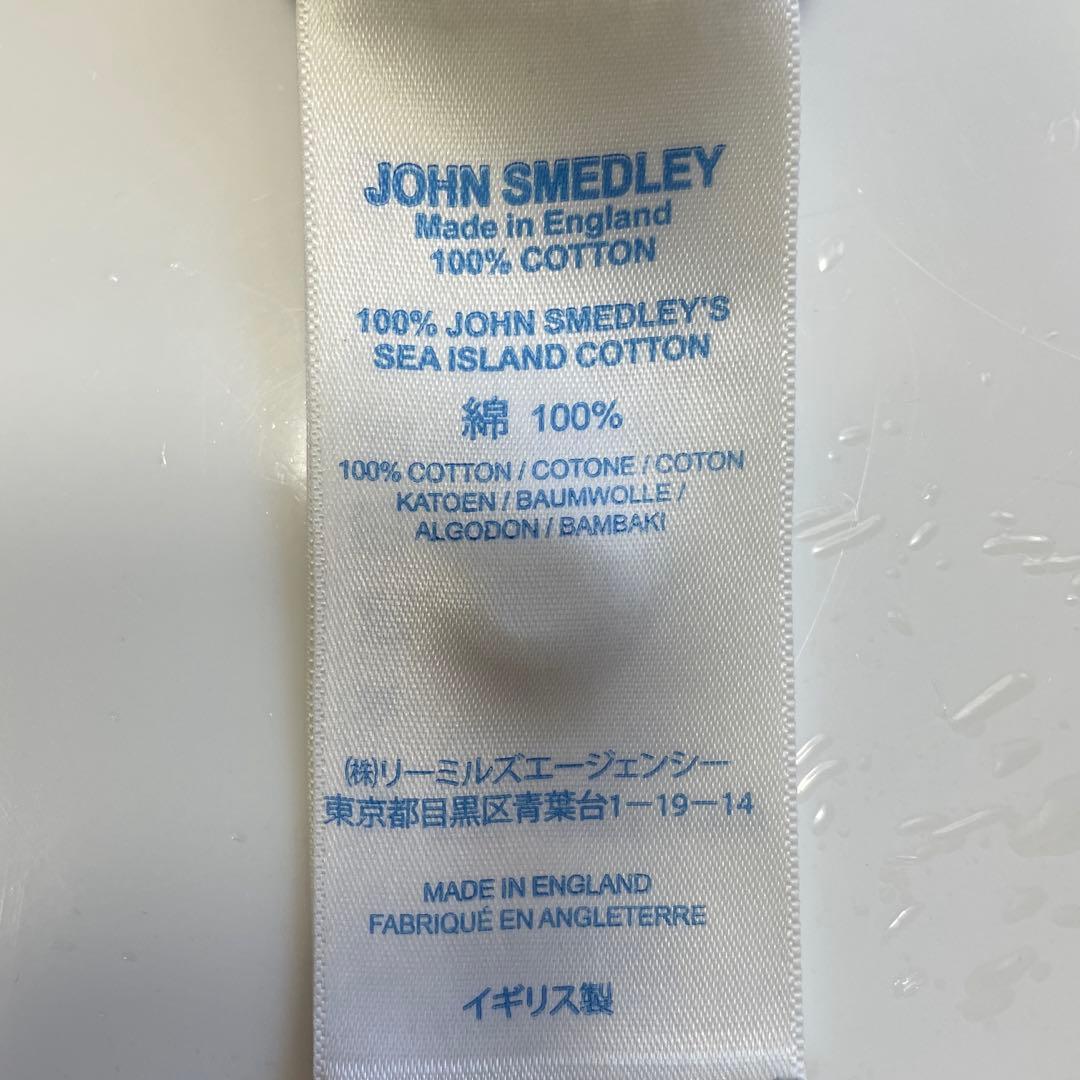 JOHN SMEDLEY
Made in England
100% COTTON
100% JOHN SMEDLEY'S
SEA ISLAND COTTON
綿 100%
100% COTTON / COTONE / COTON
KATOEN / BAUMWOLLE /
ALGODON / BAMBAKI
㈱リーミルズエージェンシー
東京都目黒区青葉台1－19－14
MADE IN ENGLAND
FABRIQUÉ EN ANGLETERRE
イギリス製